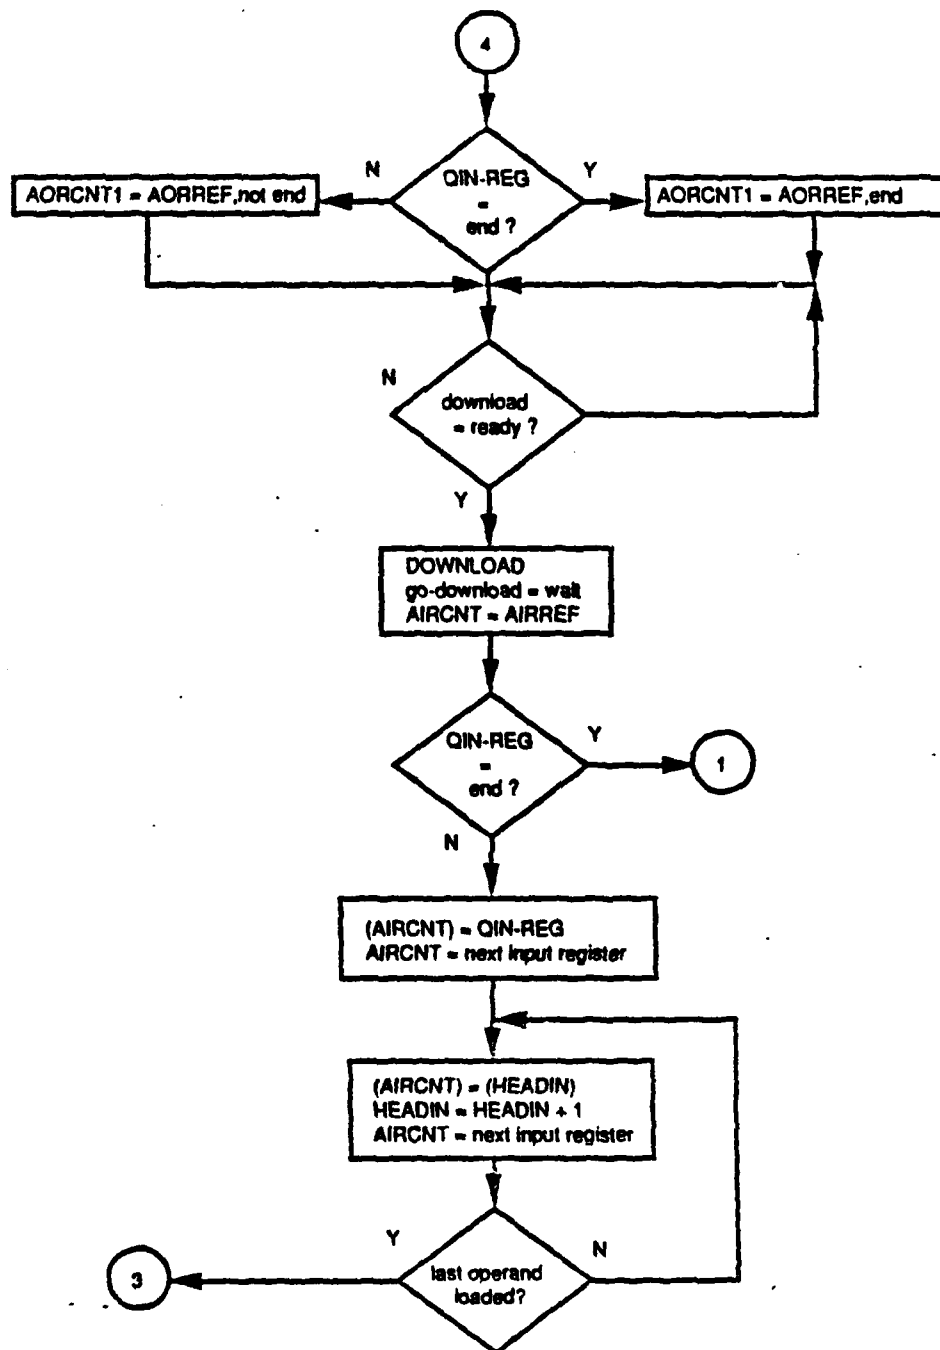 4
N
QIN-REG
Y
=
end ?
AORCNT1 = AORREF,not end
AORCNT1 = AORREF,end
N
download
= ready ?
Y
DOWNLOAD
go-download = wait
AIRCNT = AIRREF
QIN-REG
Y
=
end ?
1
N
(AIRCNT) = QIN-REG
AIRCNT = next input register
(AIRCNT) = (HEADIN)
HEADIN = HEADIN + 1
AIRCNT = next input register
Y
N
last operand
loaded?
3